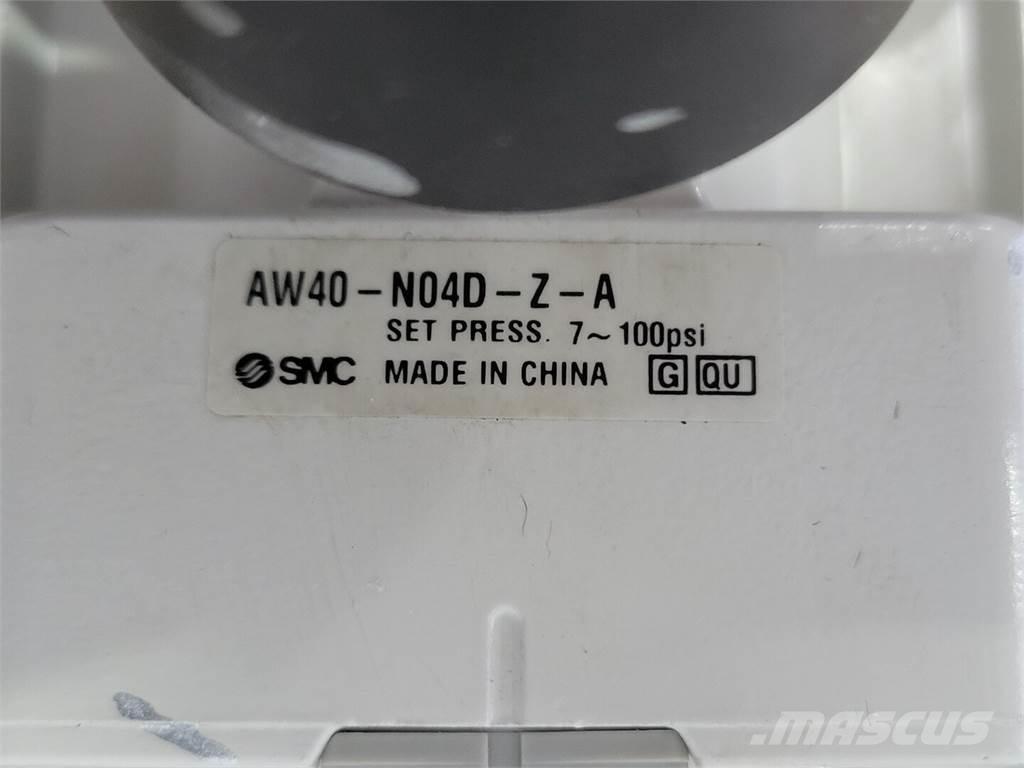 AW40-N04D-Z-A
SET PRESS. 7~100psi
SMC MADE IN CHINA G QU
MASCUS